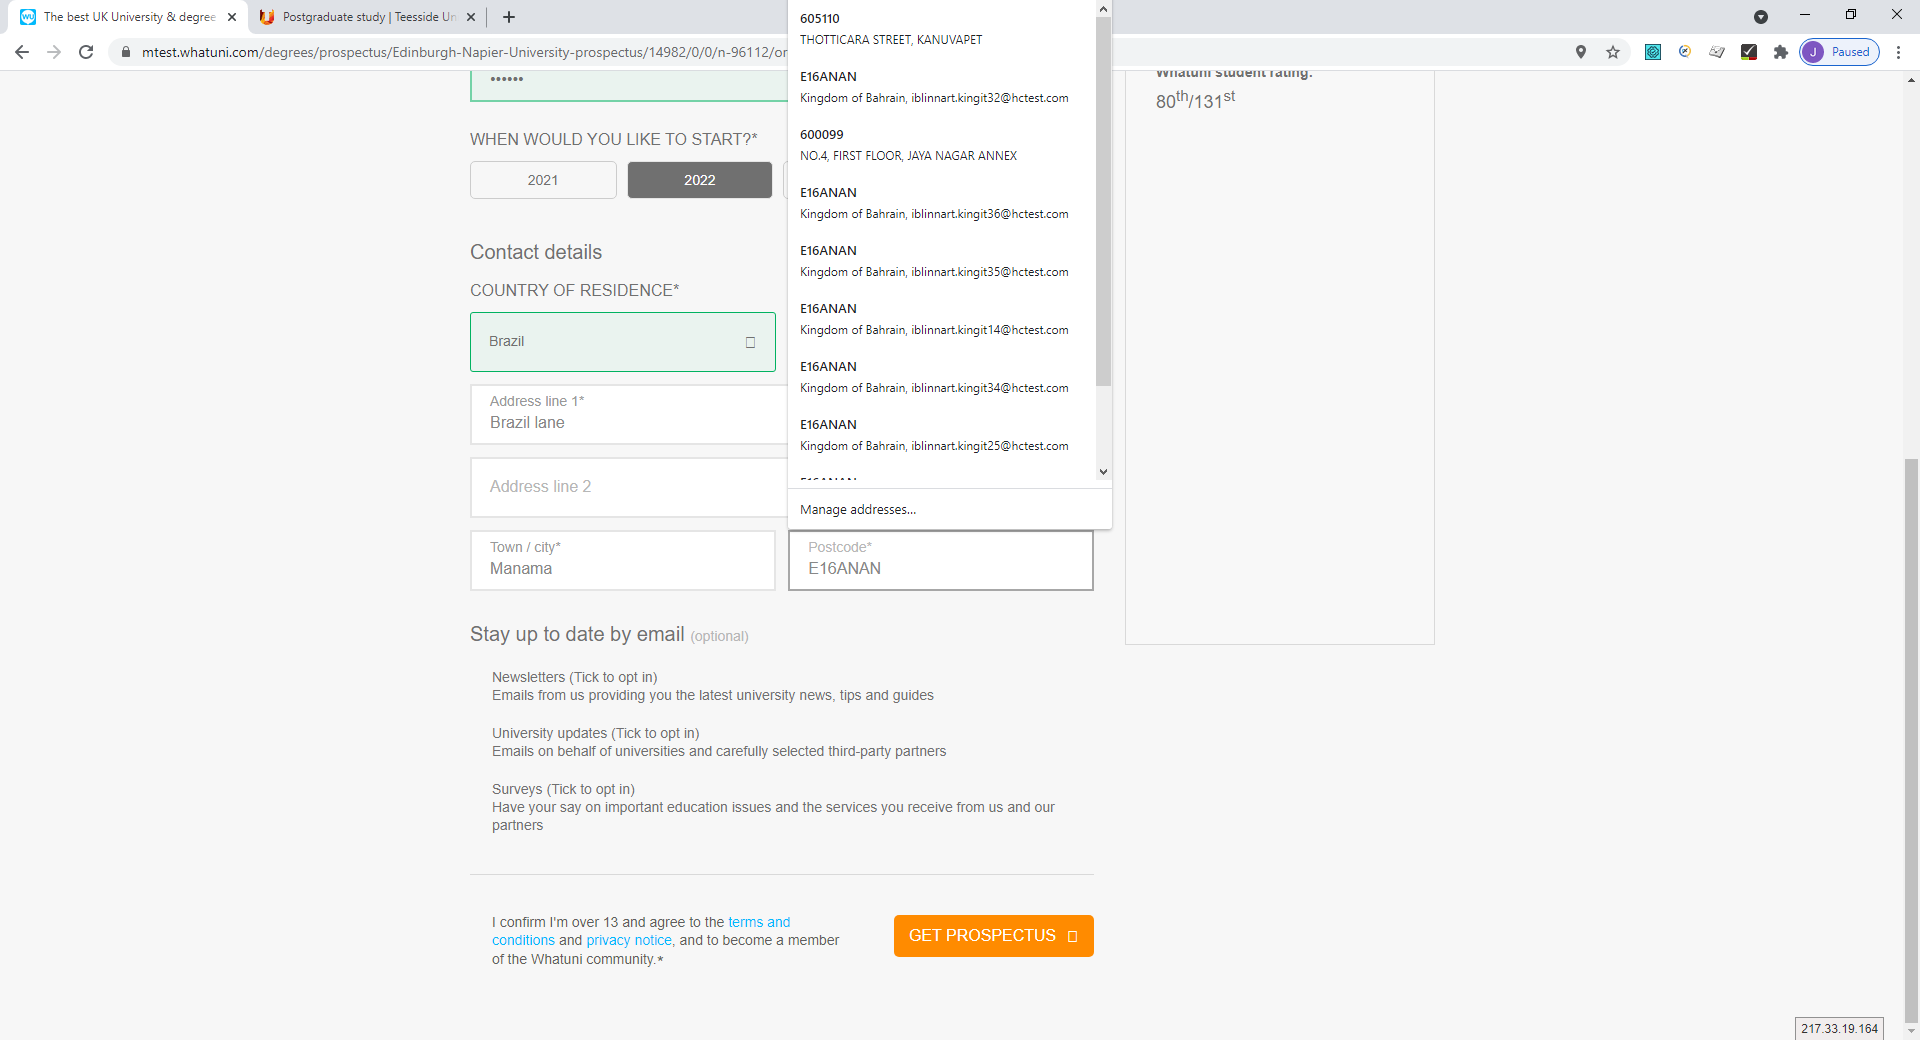 The best UK University & degree
Postgraduate study | Teesside Un
mtest.whatuni.com/degrees/prospectus/Edinburgh-Napier-University-prospectus/14982/0/0/n-96112/or
J Paused
••••••
WHEN WOULD YOU LIKE TO START?*
2021
2022
Contact details
COUNTRY OF RESIDENCE*
Brazil
Address line 1*
Brazil lane
Address line 2
Town / city*
Manama
Postcode*
E16ANAN
605110
THOTTICARA STREET, KANUVAPET
E16ANAN
Kingdom of Bahrain, iblinnart.kingit32@hctest.com
600099
NO.4, FIRST FLOOR, JAYA NAGAR ANNEX
E16ANAN
Kingdom of Bahrain, iblinnart.kingit36@hctest.com
E16ANAN
Kingdom of Bahrain, iblinnart.kingit35@hctest.com
E16ANAN
Kingdom of Bahrain, iblinnart.kingit14@hctest.com
E16ANAN
Kingdom of Bahrain, iblinnart.kingit34@hctest.com
E16ANAN
Kingdom of Bahrain, iblinnart.kingit25@hctest.com
E16ANAN
Manage addresses...
Whatuni student rating:
80th/131st
Stay up to date by email (optional)
Newsletters (Tick to opt in)
Emails from us providing you the latest university news, tips and guides
University updates (Tick to opt in)
Emails on behalf of universities and carefully selected third-party partners
Surveys (Tick to opt in)
Have your say on important education issues and the services you receive from us and our
partners
I confirm I'm over 13 and agree to the terms and
conditions and privacy notice, and to become a member
of the Whatuni community.*
GET PROSPECTUS
217.33.19.164